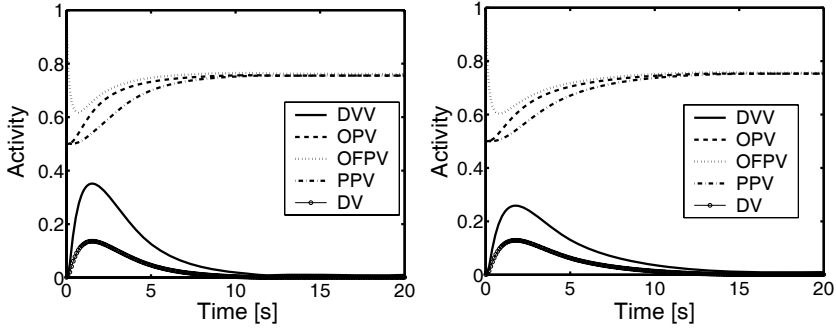 1
0.8
0.6
0.4
0.2
0
Activity
DVV
OPV
OFPV
PPV
DV
0
5
10
15
20
Time [s]
1
0.8
0.6
0.4
0.2
0
Activity
DVV
OPV
OFPV
PPV
DV
0
5
10
15
20
Time [s]